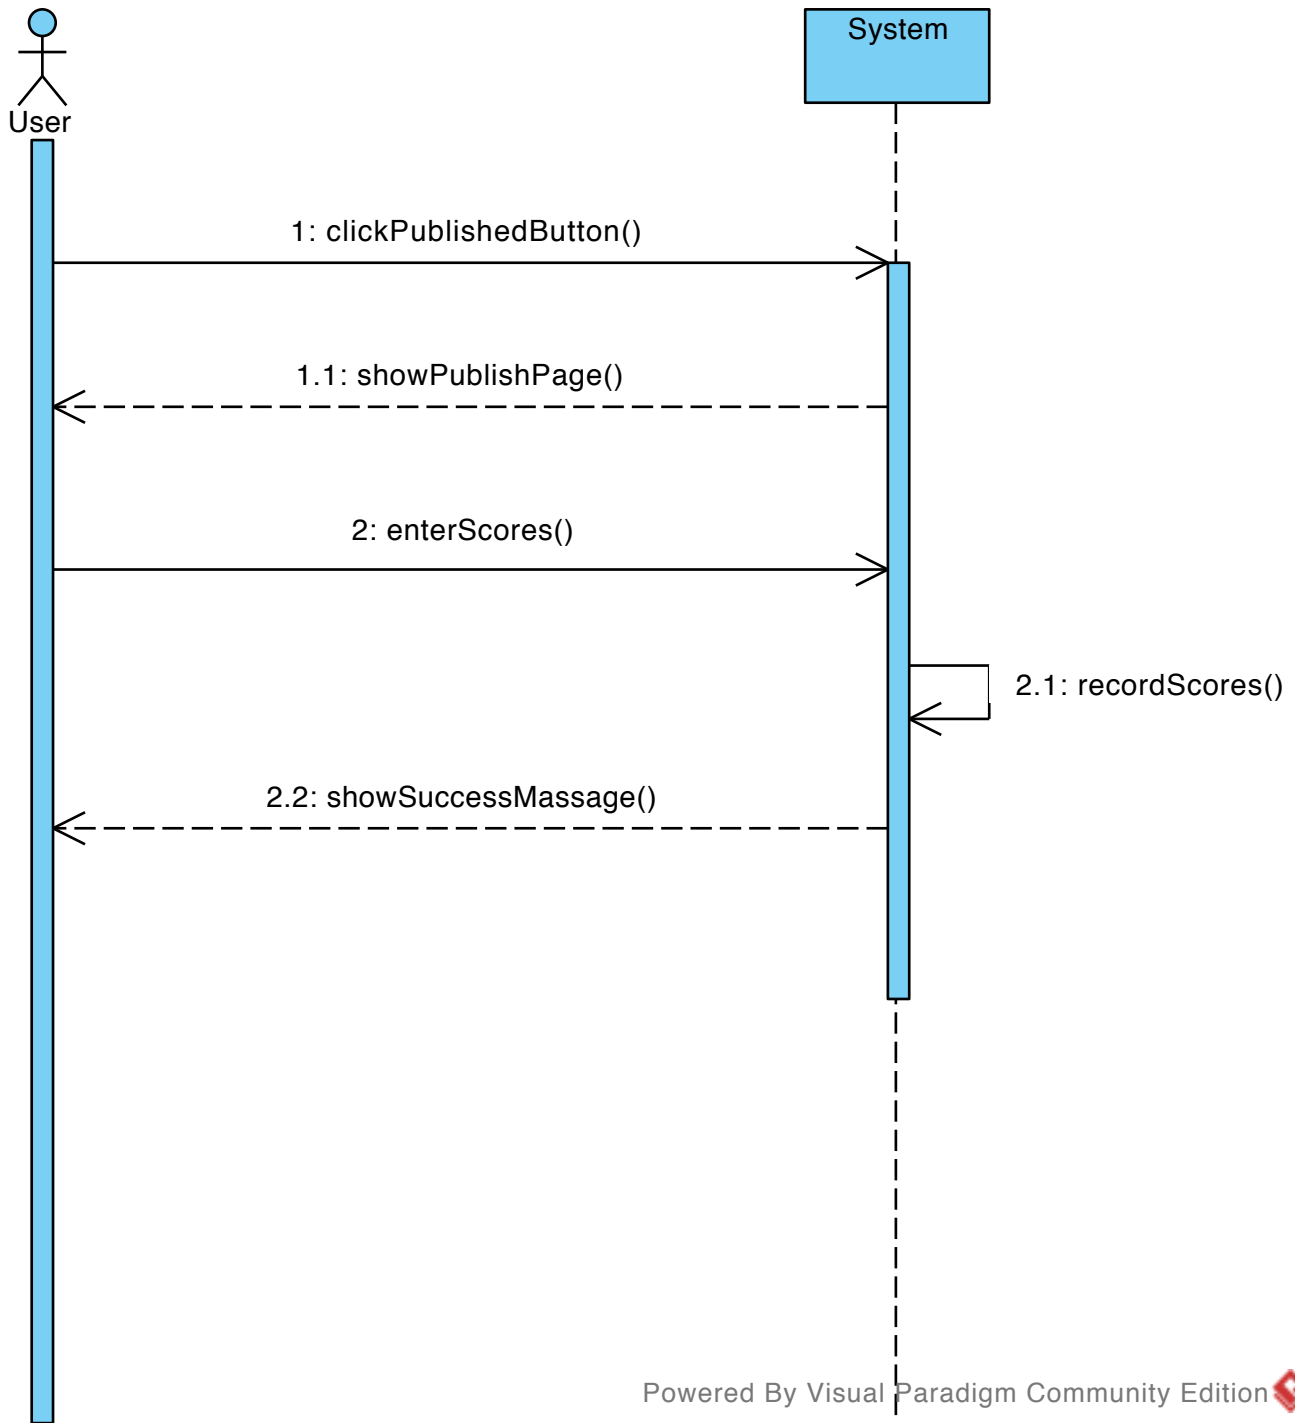 System
User
1: clickPublishedButton()
1.1: showPublishPage()
2: enterScores()
2.1: recordScores()
2.2: showSuccessMassage()
Powered By Visual Paradigm Community Edition